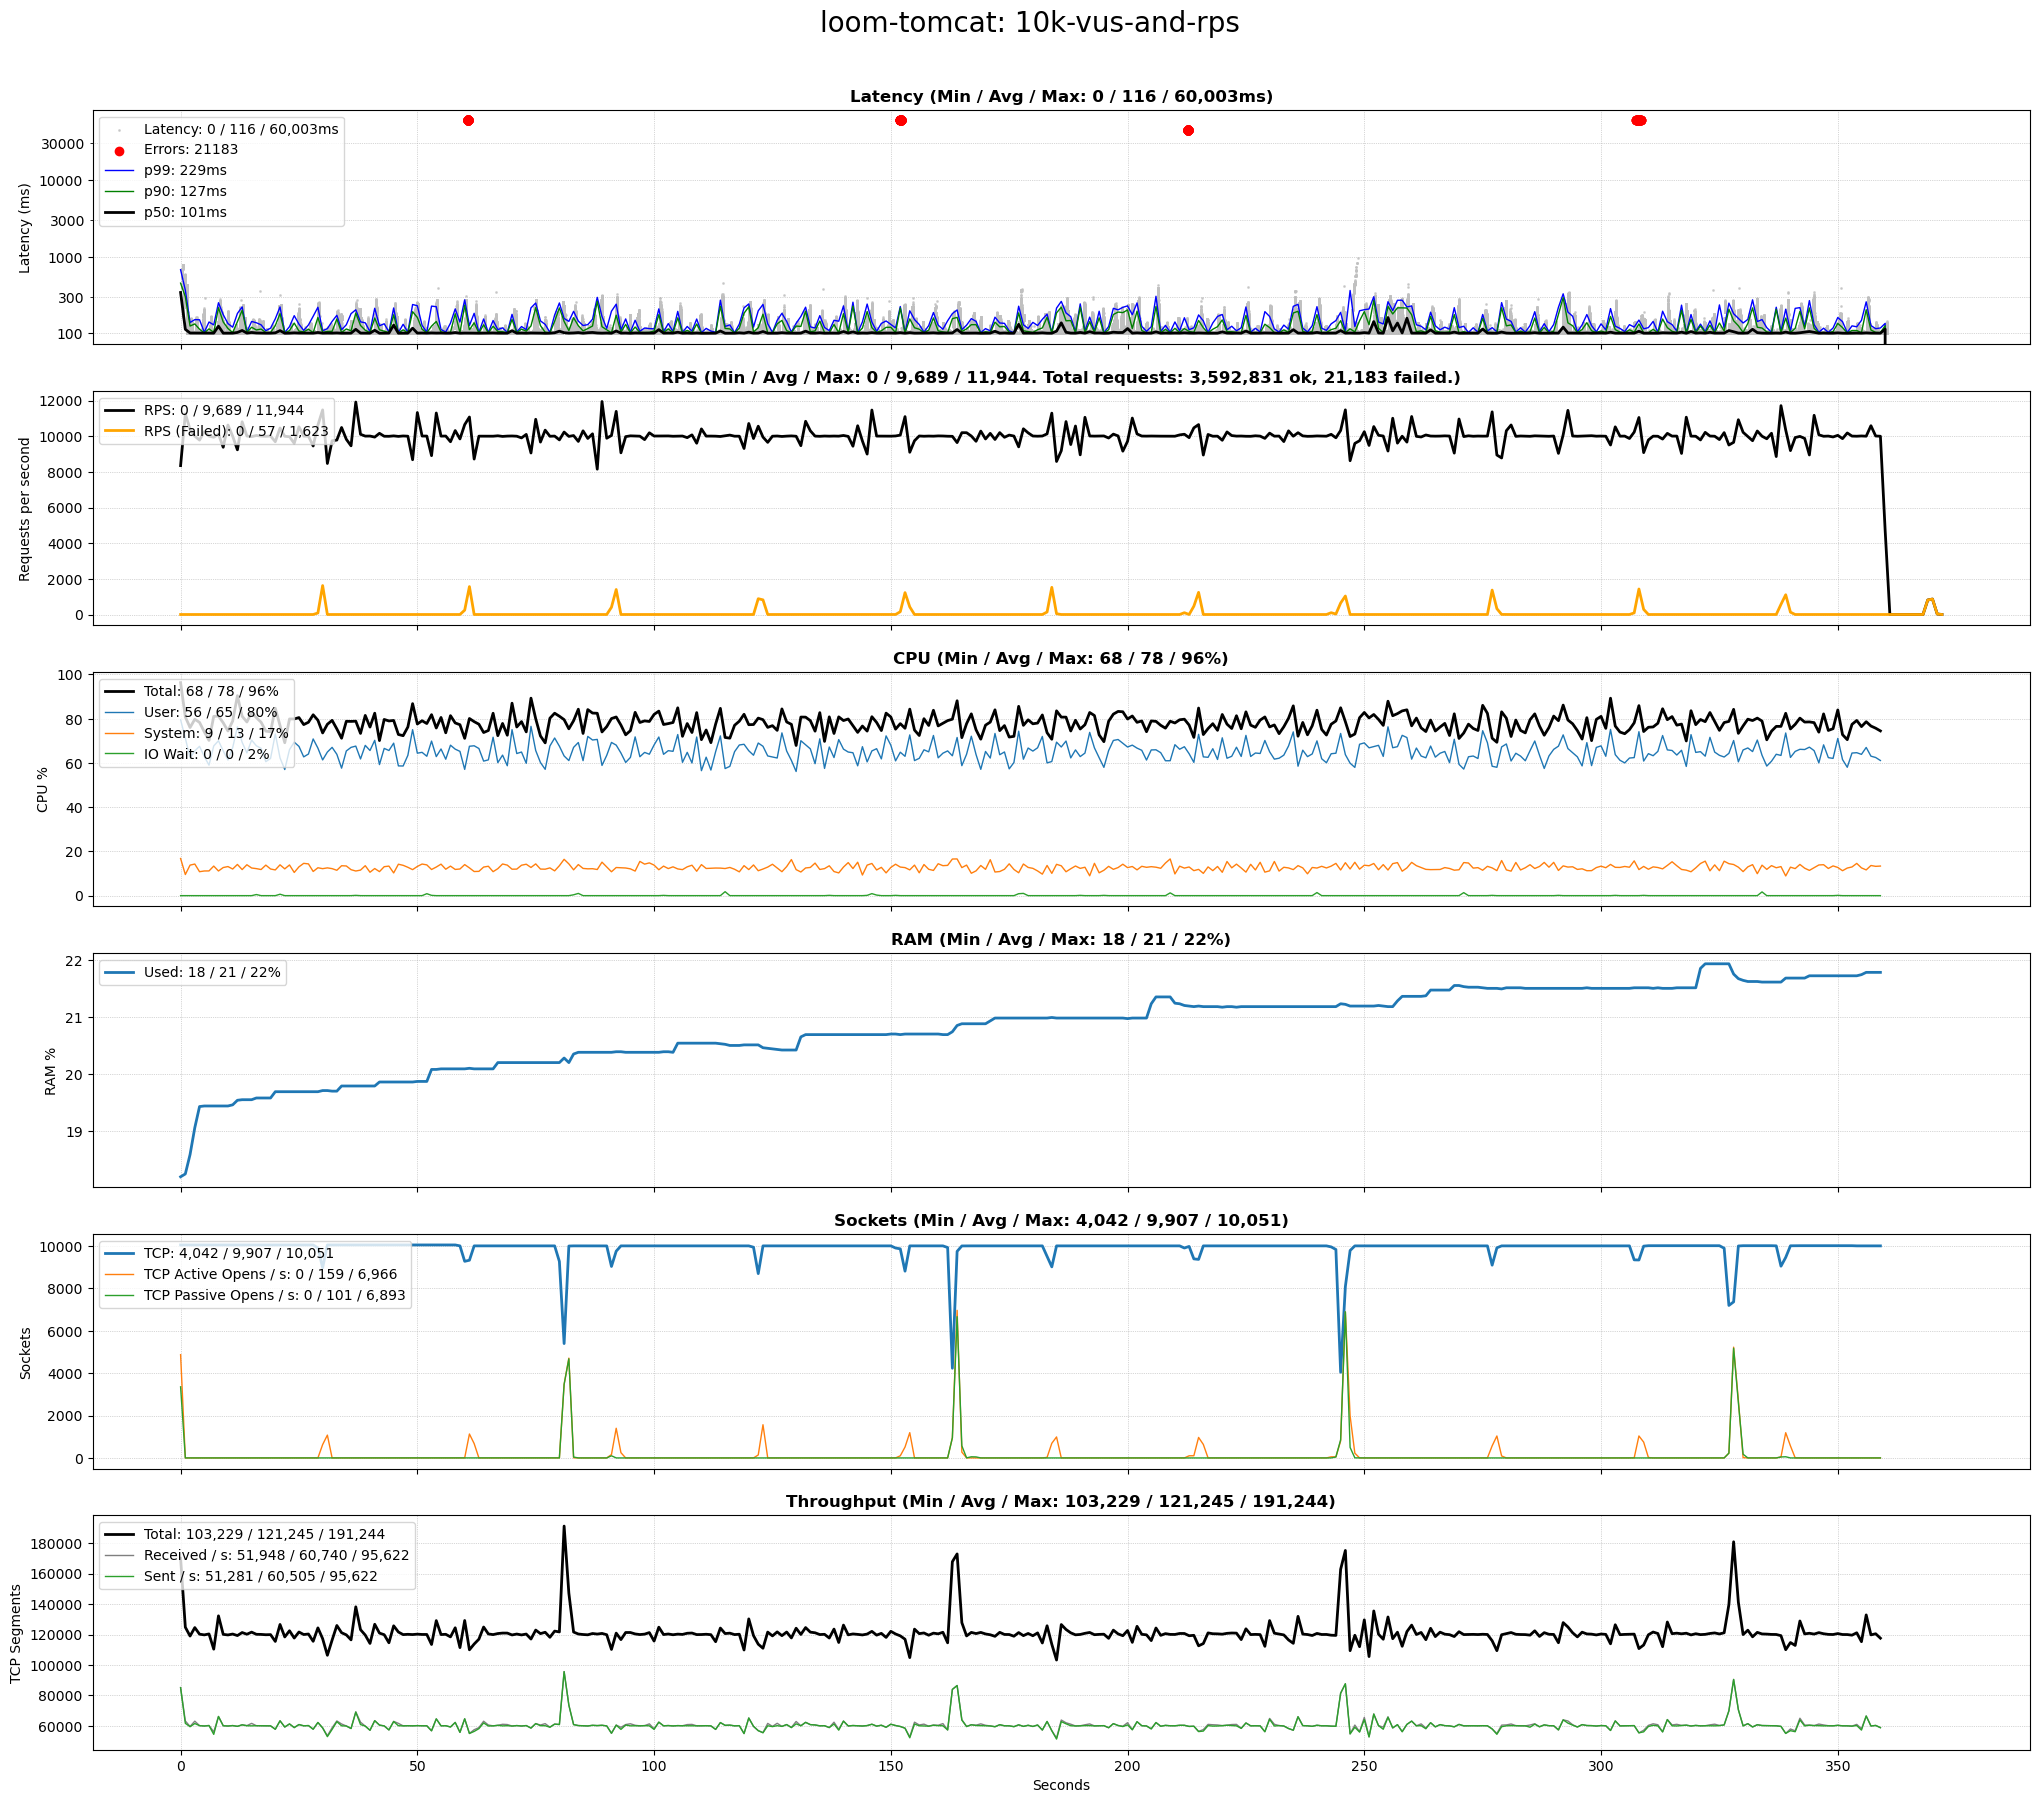 loom-tomcat: 10k-vus-and-rps
Latency (Min / Avg / Max: 0 / 116 / 60,003ms)
Latency: 0 / 116 / 60,003ms
Errors: 21183
p99: 229ms
p90: 127ms
p50: 101ms
30000
10000
3000
1000
300
100
Latency (ms)
RPS (Min / Avg / Max: 0 / 9,689 / 11,944. Total requests: 3,592,831 ok, 21,183 failed.)
RPS: 0 / 9,689 / 11,944
RPS (Failed): 0 / 57 / 1,623
12000
10000
8000
6000
4000
2000
0
Requests per second
CPU (Min / Avg / Max: 68 / 78 / 96%)
Total: 68 / 78 / 96%
User: 56 / 65 / 80%
System: 9 / 13 / 17%
IO Wait: 0 / 0 / 2%
100
80
60
40
20
0
CPU %
RAM (Min / Avg / Max: 18 / 21 / 22%)
Used: 18 / 21 / 22%
22
21
20
19
RAM %
Sockets (Min / Avg / Max: 4,042 / 9,907 / 10,051)
TCP: 4,042 / 9,907 / 10,051
TCP Active Opens / s: 0 / 159 / 6,966
TCP Passive Opens / s: 0 / 101 / 6,893
10000
8000
6000
4000
2000
0
Sockets
Throughput (Min / Avg / Max: 103,229 / 121,245 / 191,244)
Total: 103,229 / 121,245 / 191,244
Received / s: 51,948 / 60,740 / 95,622
Sent / s: 51,281 / 60,505 / 95,622
180000
160000
140000
120000
100000
80000
60000
TCP Segments
0 50 100 150 200 250 300 350
Seconds